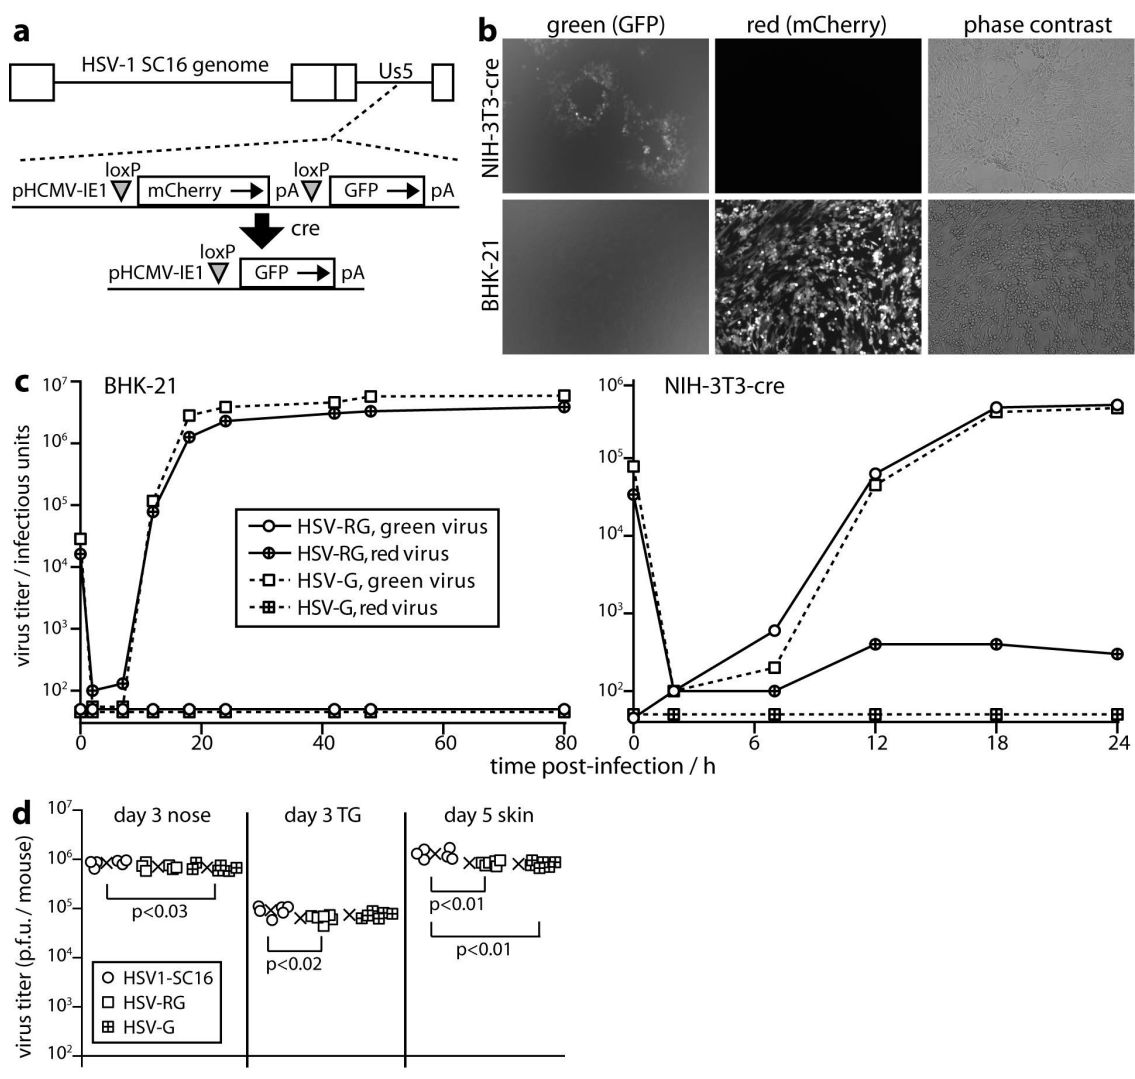 a
HSV-1 SC16 genome
Us5
loxP
loxP
pHCMV-IE1
mCherry
pA
GFP
pA
cre
loxP
pHCMV-IE1
GFP
pA
b
green (GFP)
red (mCherry)
phase contrast
NIH-3T3-cre
BHK-21
c
BHK-21
virus titer / infectious units
10⁷
10⁶
10⁵
10⁴
10³
10²
0
20
40
60
80
HSV-RG, green virus
HSV-RG, red virus
HSV-G, green virus
HSV-G, red virus
NIH-3T3-cre
10⁶
10⁵
10⁴
10³
10²
0
6
12
18
24
time post-infection / h
d
virus titer (p.f.u./ mouse)
10⁷
10⁶
10⁵
10⁴
10³
10²
day 3 nose
day 3 TG
day 5 skin
p<0.03
p<0.02
p<0.01
p<0.01
HSV1-SC16
HSV-RG
HSV-G